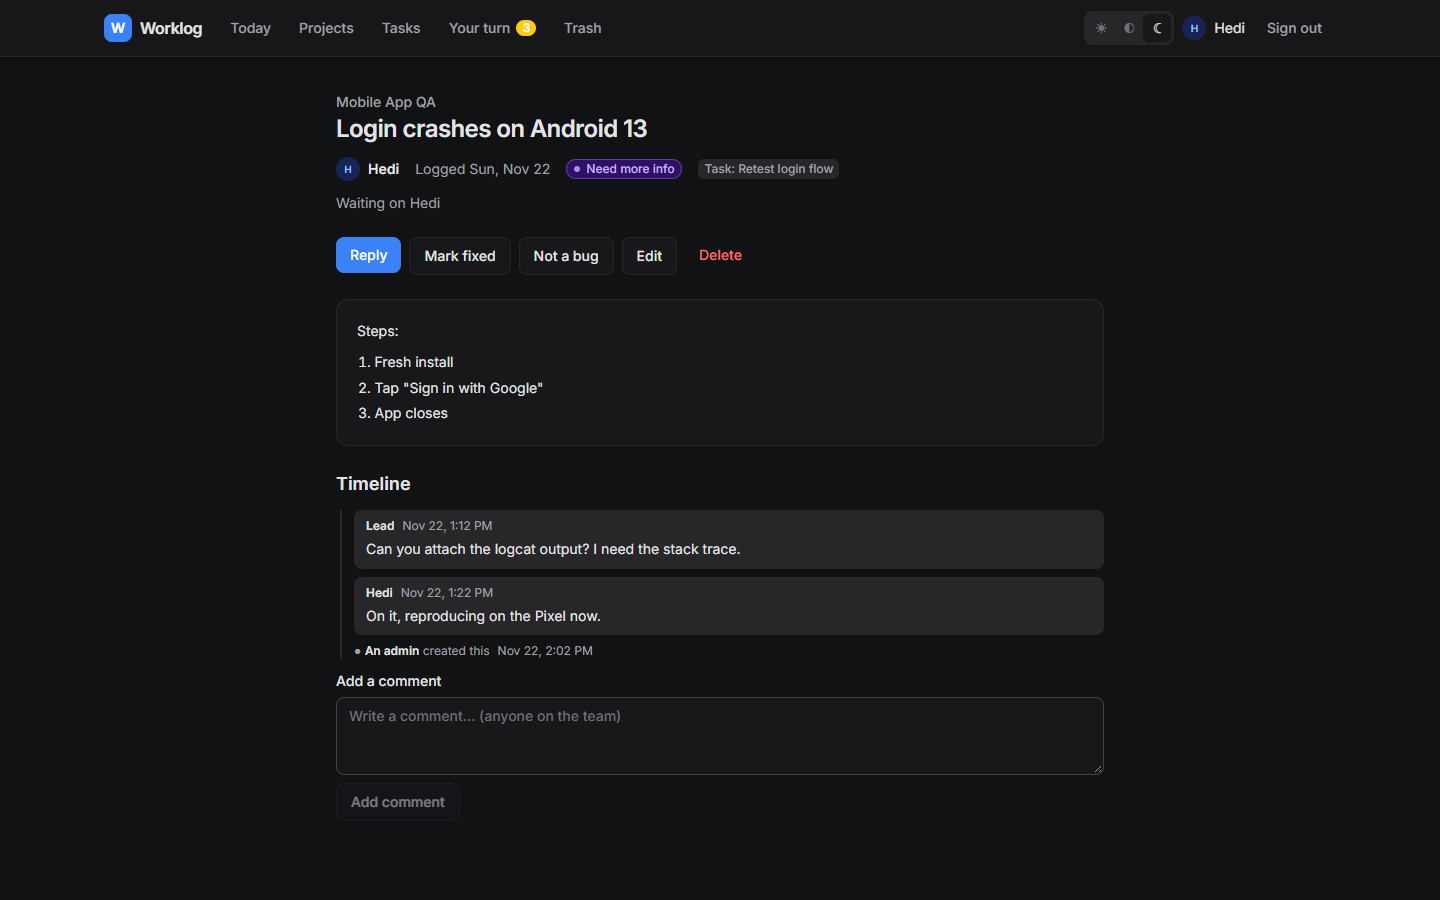 W Worklog Today Projects Tasks Your turn 3 Trash H Hedi Sign out
Mobile App QA
Login crashes on Android 13
H Hedi Logged Sun, Nov 22 Need more info Task: Retest login flow
Waiting on Hedi
Reply Mark fixed Not a bug Edit Delete
Steps:
1. Fresh install
2. Tap "Sign in with Google"
3. App closes
Timeline
Lead Nov 22, 1:12 PM
Can you attach the logcat output? I need the stack trace.
Hedi Nov 22, 1:22 PM
On it, reproducing on the Pixel now.
An admin created this Nov 22, 2:02 PM
Add a comment
Write a comment... (anyone on the team)
Add comment